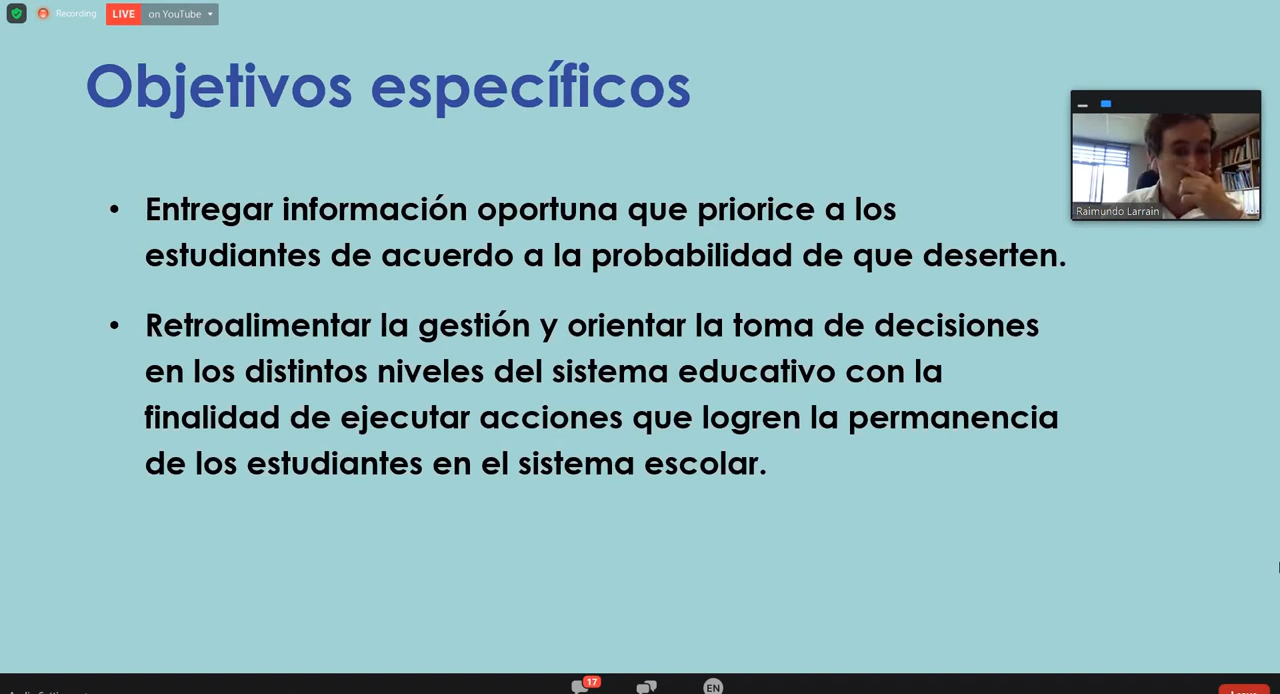 Recording
LIVE on YouTube
Objetivos específicos
Raimundo Larrain
• Entregar información oportuna que priorice a los
estudiantes de acuerdo a la probabilidad de que deserten.
• Retroalimentar la gestión y orientar la toma de decisiones
en los distintos niveles del sistema educativo con la
finalidad de ejecutar acciones que logren la permanencia
de los estudiantes en el sistema escolar.
17
EN